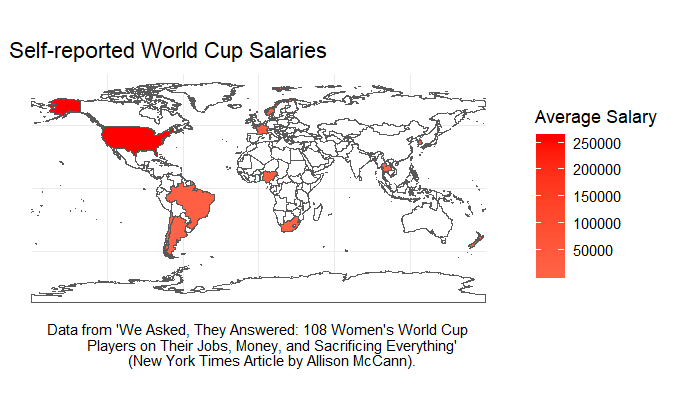 Self-reported World Cup Salaries
Average Salary
250000
200000
150000
100000
50000
Data from 'We Asked, They Answered: 108 Women's World Cup
Players on Their Jobs, Money, and Sacrificing Everything'
(New York Times Article by Allison McCann).